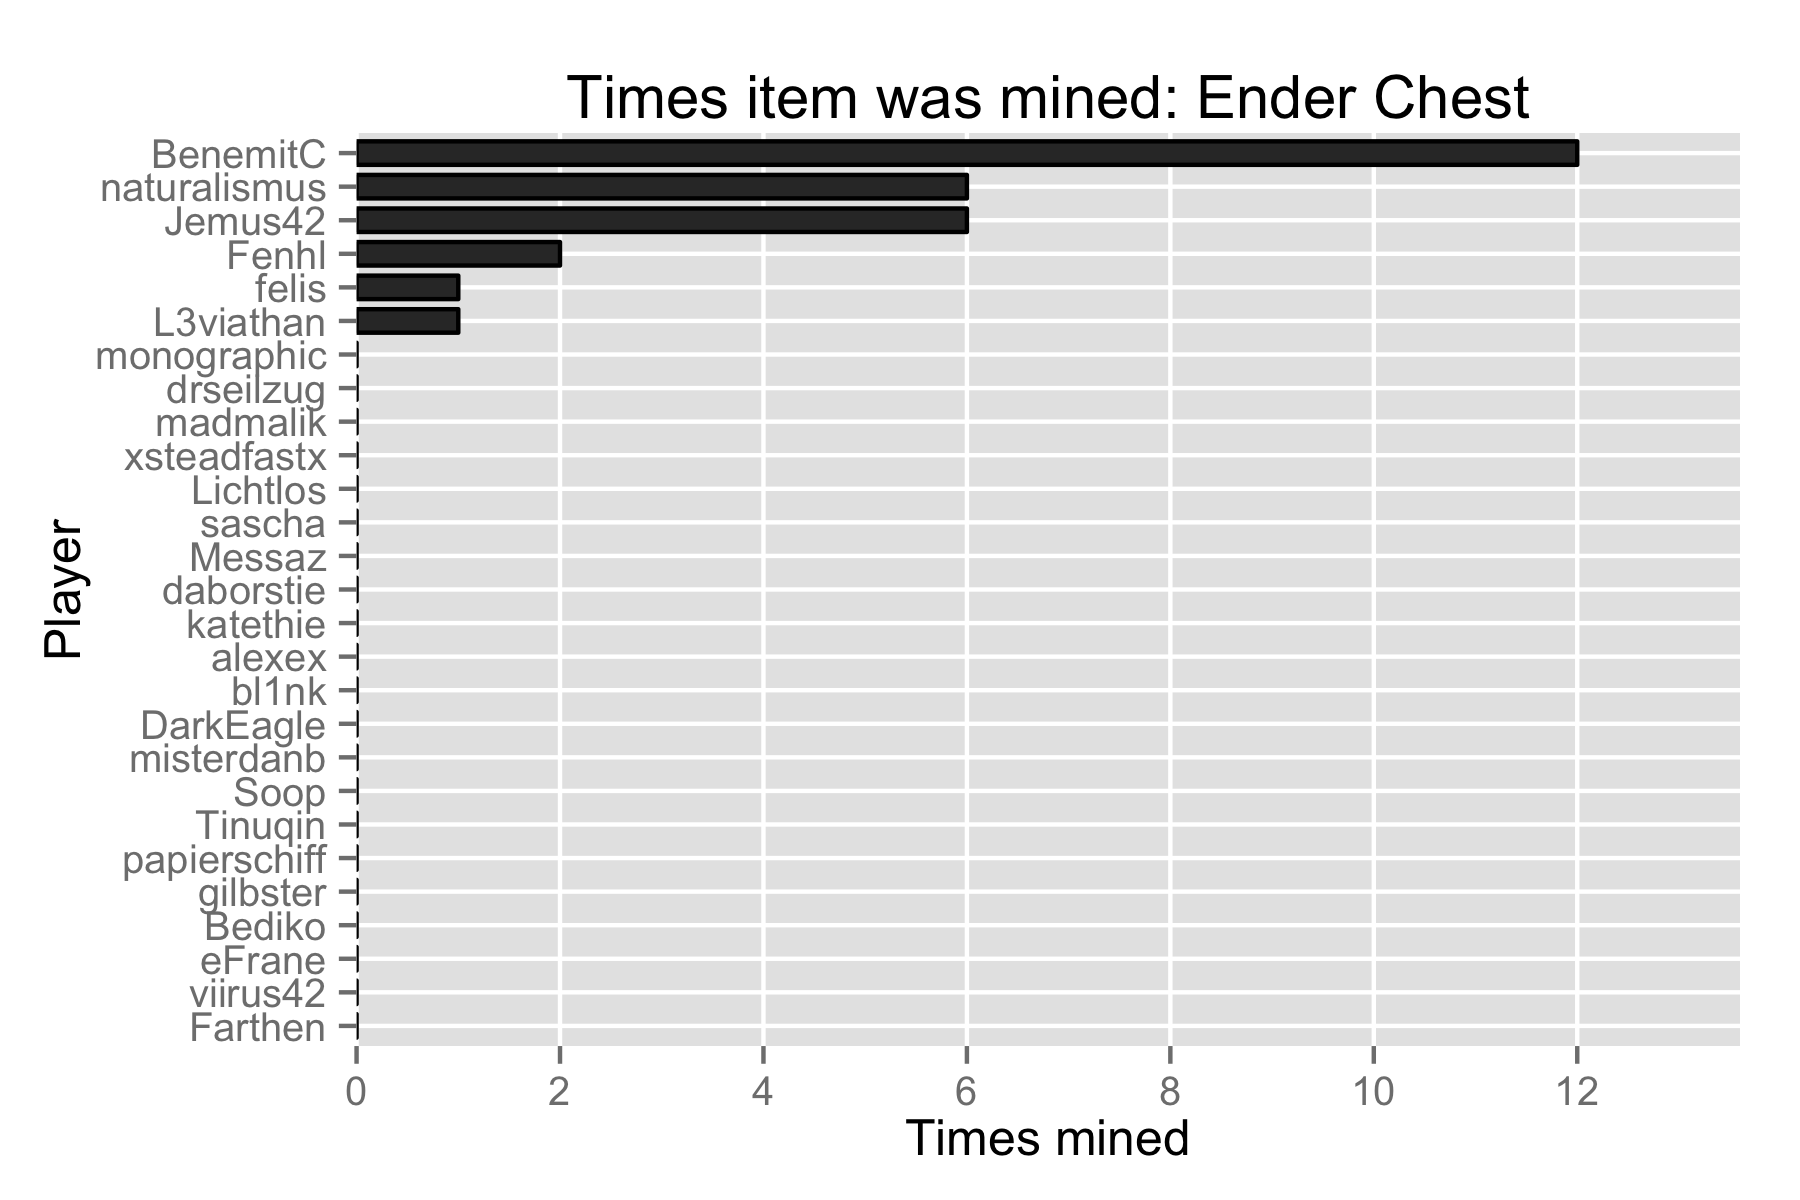 Times item was mined: Ender Chest
BenemitC
naturalismus
Jemus42
Fenhl
felis
L3viathan
monographic
drseilzug
madmalik
xsteadfastx
Lichtlos
sascha
Messaz
daborstie
katethie
alexex
bl1nk
DarkEagle
misterdanb
Soop
Tinuqin
papierschiff
gilbster
Bediko
eFrane
viirus42
Farthen
Player
0 2 4 6 8 10 12
Times mined